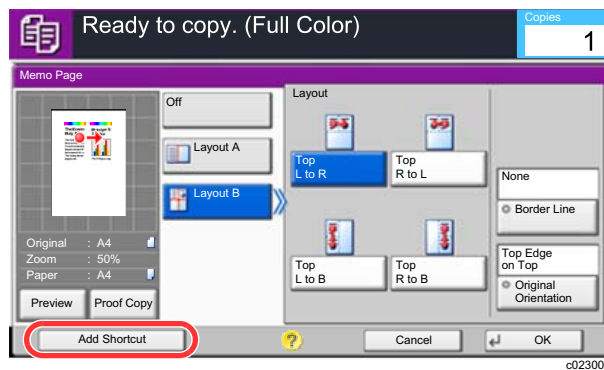 Ready to copy. (Full Color)
Copies
1
Memo Page
Off
Layout A
Layout B
Layout
Top
L to R
Top
R to L
Top
L to B
Top
R to B
None
Border Line
Top Edge
on Top
Original
Orientation
Original : A4
Zoom : 50%
Paper : A4
Preview
Proof Copy
Add Shortcut
?
Cancel
OK
c02300